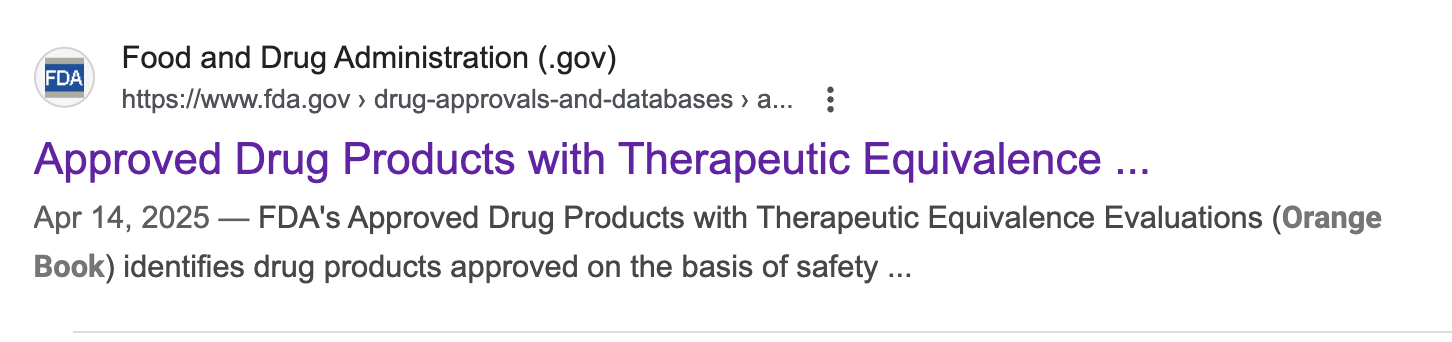 Food and Drug Administration (.gov)
FDA
https://www.fda.gov › drug-approvals-and-databases › a...
Approved Drug Products with Therapeutic Equivalence ...
Apr 14, 2025 — FDA's Approved Drug Products with Therapeutic Equivalence Evaluations (Orange
Book) identifies drug products approved on the basis of safety ...